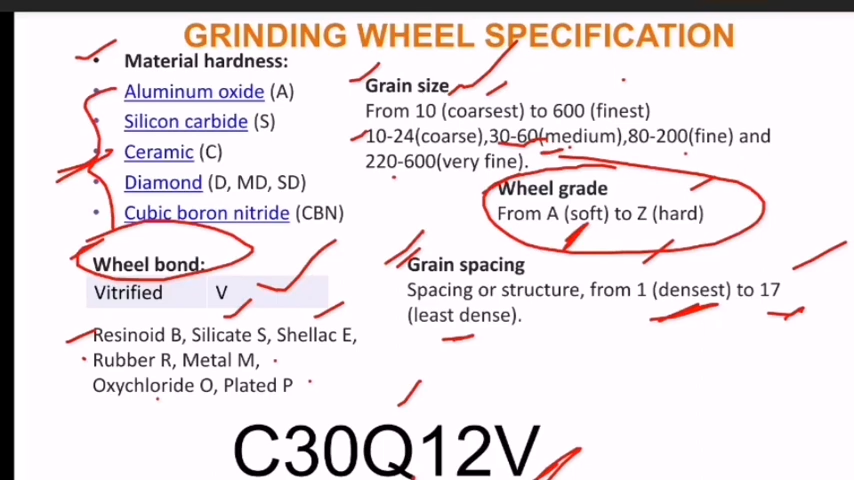 GRINDING WHEEL SPECIFICATION
• Material hardness:
• Aluminum oxide (A)
• Silicon carbide (S)
• Ceramic (C)
• Diamond (D, MD, SD)
• Cubic boron nitride (CBN)
Wheel bond:
Vitrified V
Resinoid B, Silicate S, Shellac E,
Rubber R, Metal M,
Oxychloride O, Plated P
Grain size
From 10 (coarsest) to 600 (finest)
10-24(coarse),30-60(medium),80-200(fine) and
220-600(very fine).
Wheel grade
From A (soft) to Z (hard)
Grain spacing
Spacing or structure, from 1 (densest) to 17
(least dense).
C30Q12V